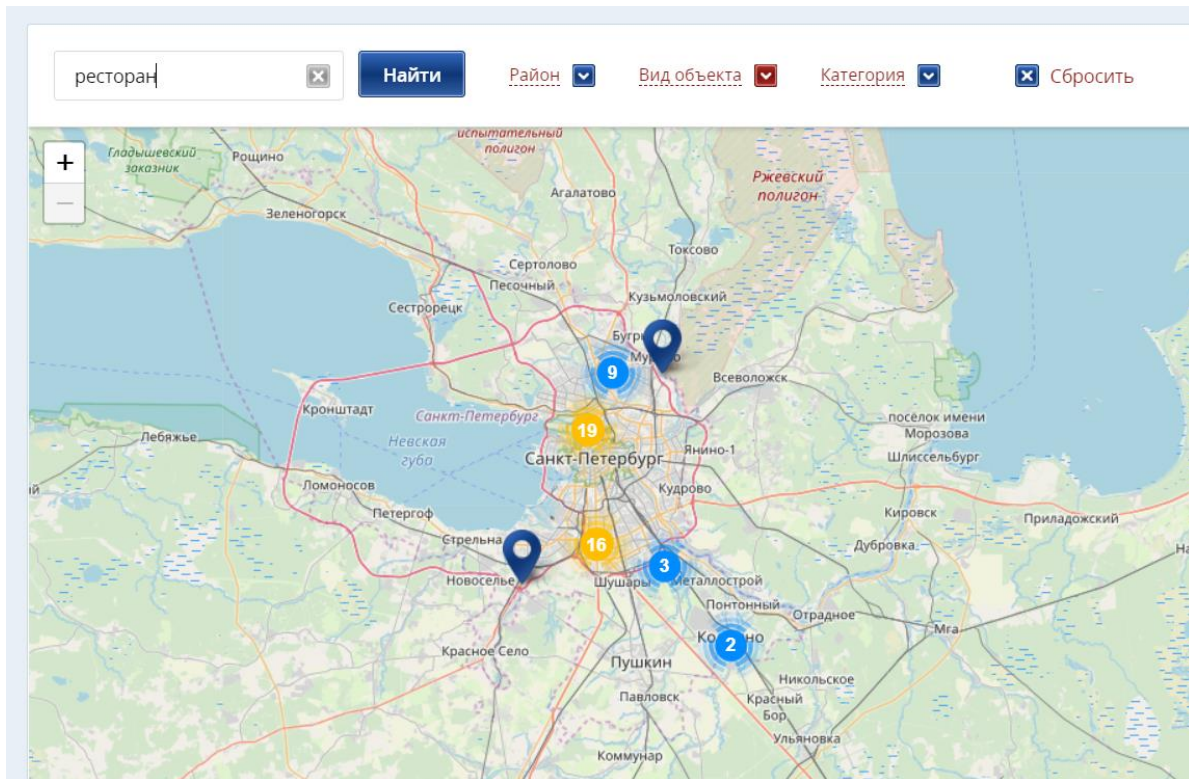 ресторан
Найти
Район
Вид объекта
Категория
Сбросить
+
−
испытательный
полигон
Гладышевский
заказник
Рощино
Ржевский
полигон
Агалатово
Зеленогорск
Токсово
Сертолово
Песочный
Кузьмоловский
Сестрорецк
Бугры
9
Всеволожск
Кронштадт
Санкт-Петербург
посёлок имени
Морозова
19
Лебяжье
Невская
губа
Янино-1
Шлиссельбург
Санкт-Петербург
Ломоносов
Кудрово
Петергоф
Кировск
Приладожский
Стрельна
16
Дубровка
3
Новоселье
Шушары
Металлострой
Понтонный
Отрадное
Мга
2
Красное Село
Пушкин
Никольское
Павловск
Красный
Бор
Ульяновка
Коммунар